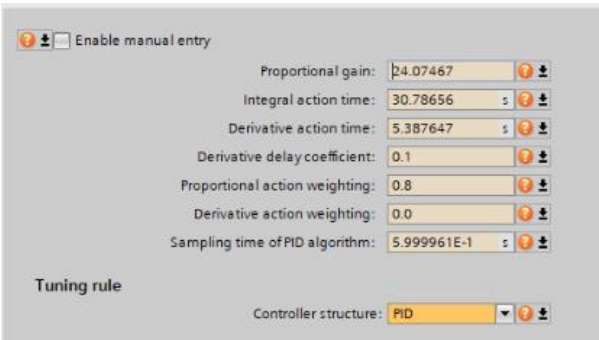 Enable manual entry
Proportional gain: 24.07467
Integral action time: 30.78656 s
Derivative action time: 5.387647 s
Derivative delay coefficient: 0.1
Proportional action weighting: 0.8
Derivative action weighting: 0.0
Sampling time of PID algorithm: 5.999961E-1 s
Tuning rule
Controller structure: PID